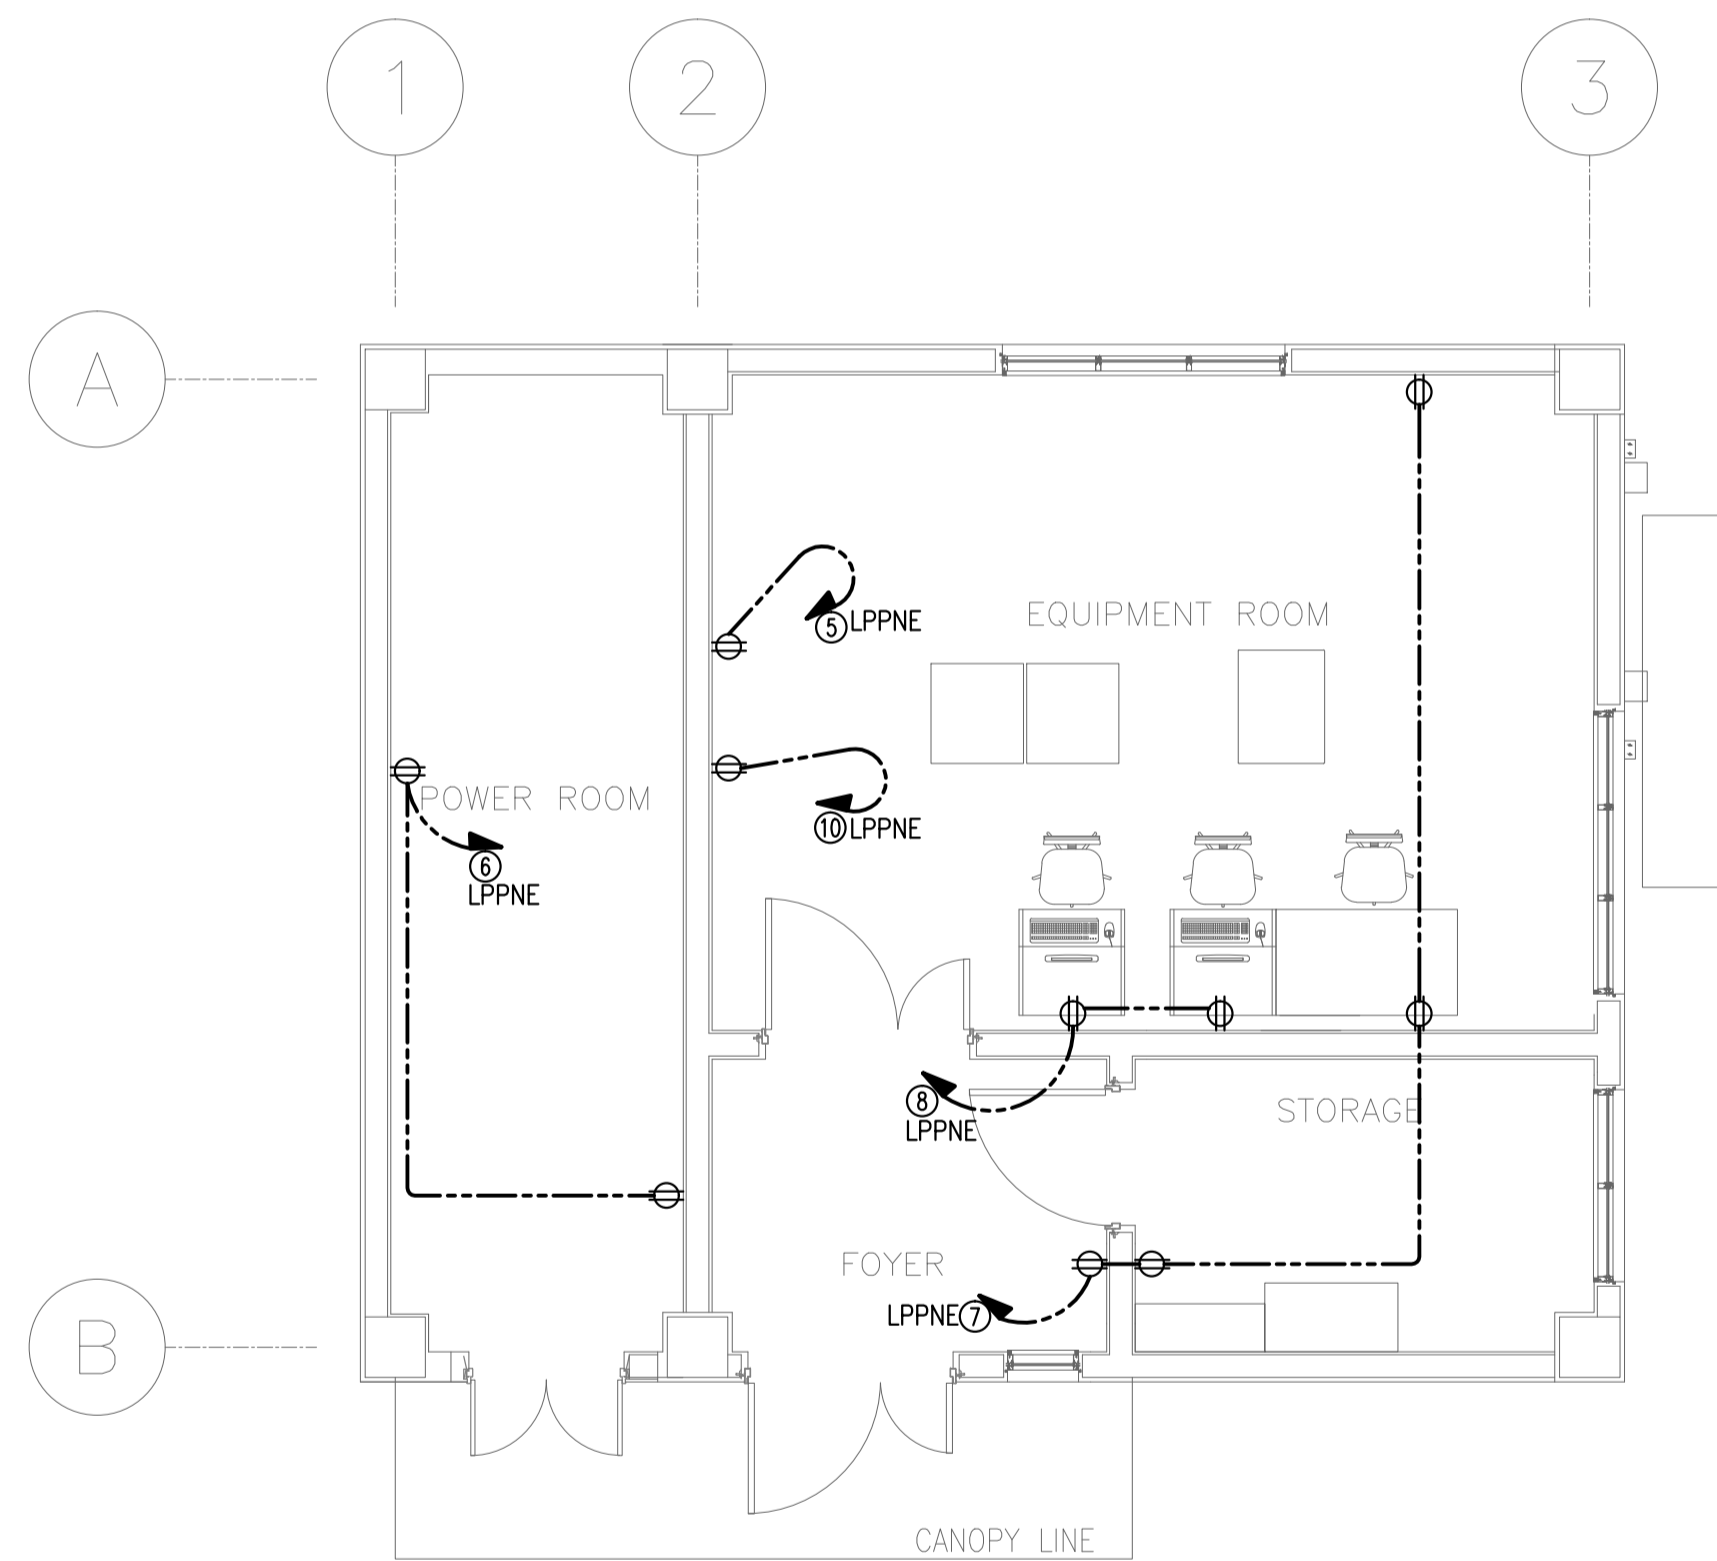 1
2
3
A
5 LPPNE
EQUIPMENT ROOM
POWER ROOM
10 LPPNE
6
LPPNE
8
LPPNE
STORAGE
FOYER
LPPNE 7
B
CANOPY LINE